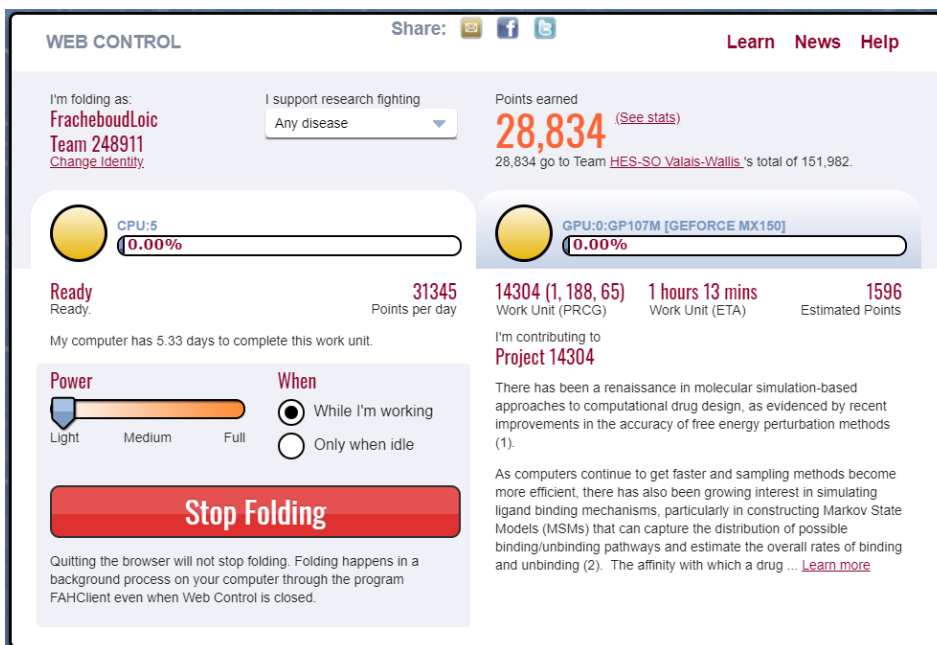 WEB CONTROL
Share:
Learn News Help
I'm folding as:
FracheboudLoic
Team 248911
Change Identity
I support research fighting
Any disease
Points earned
28,834 (See stats)
28,834 go to Team HES-SO Valais-Wallis 's total of 151,982.
CPU:5
0.00%
GPU:0:GP107M [GEFORCE MX150]
0.00%
Ready
Ready.
31345
Points per day
My computer has 5.33 days to complete this work unit.
Power
Light Medium Full
When
While I'm working
Only when idle
Stop Folding
Quitting the browser will not stop folding. Folding happens in a
background process on your computer through the program
FAHClient even when Web Control is closed.
14304 (1, 188, 65)
Work Unit (PRCG)
1 hours 13 mins
Work Unit (ETA)
1596
Estimated Points
I'm contributing to
Project 14304
There has been a renaissance in molecular simulation-based
approaches to computational drug design, as evidenced by recent
improvements in the accuracy of free energy perturbation methods
(1).
As computers continue to get faster and sampling methods become
more efficient, there has also been growing interest in simulating
ligand binding mechanisms, particularly in constructing Markov State
Models (MSMs) that can capture the distribution of possible
binding/unbinding pathways and estimate the overall rates of binding
and unbinding (2).  The affinity with which a drug ... Learn more